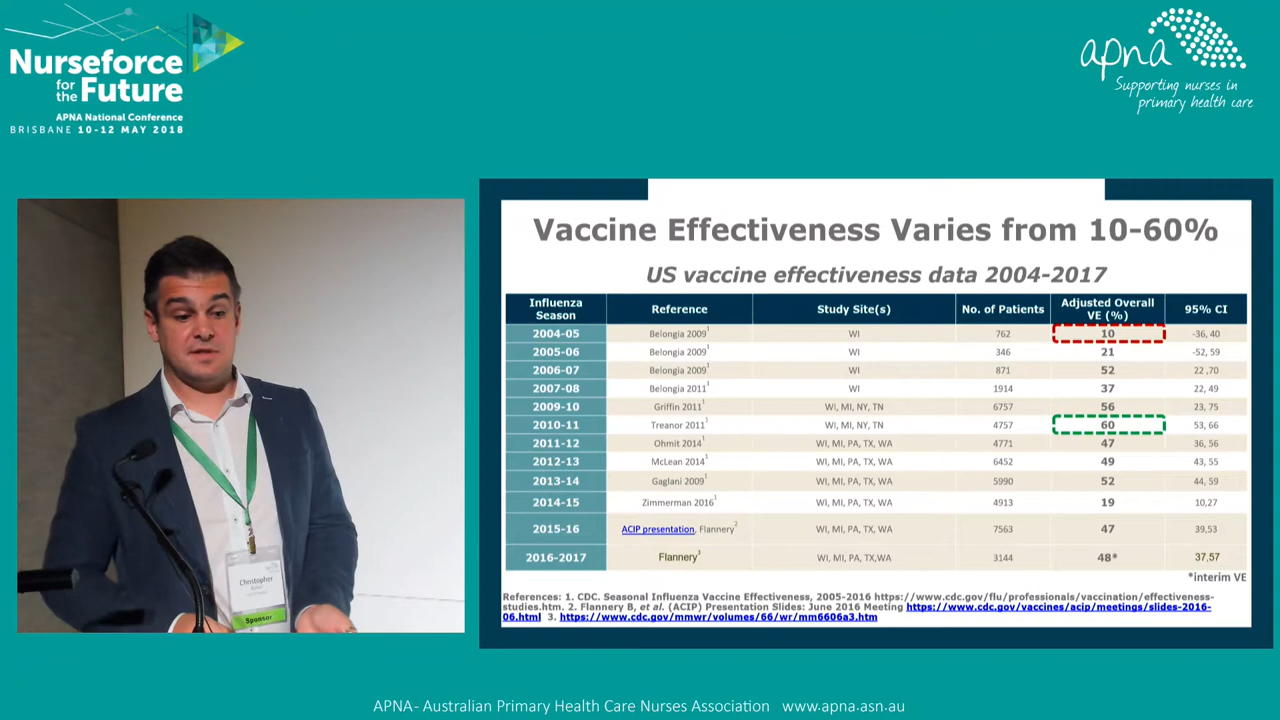 Nurseforce
for the Future
APNA National Conference
BRISBANE 10-12 MAY 2018
apna
Supporting nurses in
primary health care
Christopher
Sponsor
Vaccine Effectiveness Varies from 10-60%
US vaccine effectiveness data 2004-2017
Influenza Season Reference Study Site(s) No. of Patients Adjusted Overall VE (%) 95% CI
2004-05 Belongia 2009¹ WI 762 10 -36, 40
2005-06 Belongia 2009¹ WI 346 21 -52, 59
2006-07 Belongia 2009¹ WI 871 52 22 ,70
2007-08 Belongia 2011¹ WI 1914 37 22, 49
2009-10 Griffin 2011¹ WI, MI, NY, TN 6757 56 23, 75
2010-11 Treanor 2011¹ WI, MI, NY, TN 4757 60 53, 66
2011-12 Ohmit 2014¹ WI, MI, PA, TX, WA 4771 47 36, 56
2012-13 McLean 2014¹ WI, MI, PA, TX, WA 6452 49 43, 55
2013-14 Gaglani 2009¹ WI, MI, PA, TX, WA 5990 52 44, 59
2014-15 Zimmerman 2016¹ WI, MI, PA, TX, WA 4913 19 10,27
2015-16 ACIP presentation, Flannery² WI, MI, PA, TX, WA 7563 47 39,53
2016-2017 Flannery³ WI, MI, PA, TX,WA 3144 48* 37,57
*interim VE
References: 1. CDC. Seasonal Influenza Vaccine Effectiveness, 2005-2016 https://www.cdc.gov/flu/professionals/vaccination/effectiveness-
studies.htm. 2. Flannery B, et al. (ACIP) Presentation Slides: June 2016 Meeting https://www.cdc.gov/vaccines/acip/meetings/slides-2016-
06.html 3. https://www.cdc.gov/mmwr/volumes/66/wr/mm6606a3.htm
APNA- Australian Primary Health Care Nurses Association www.apna.asn.au